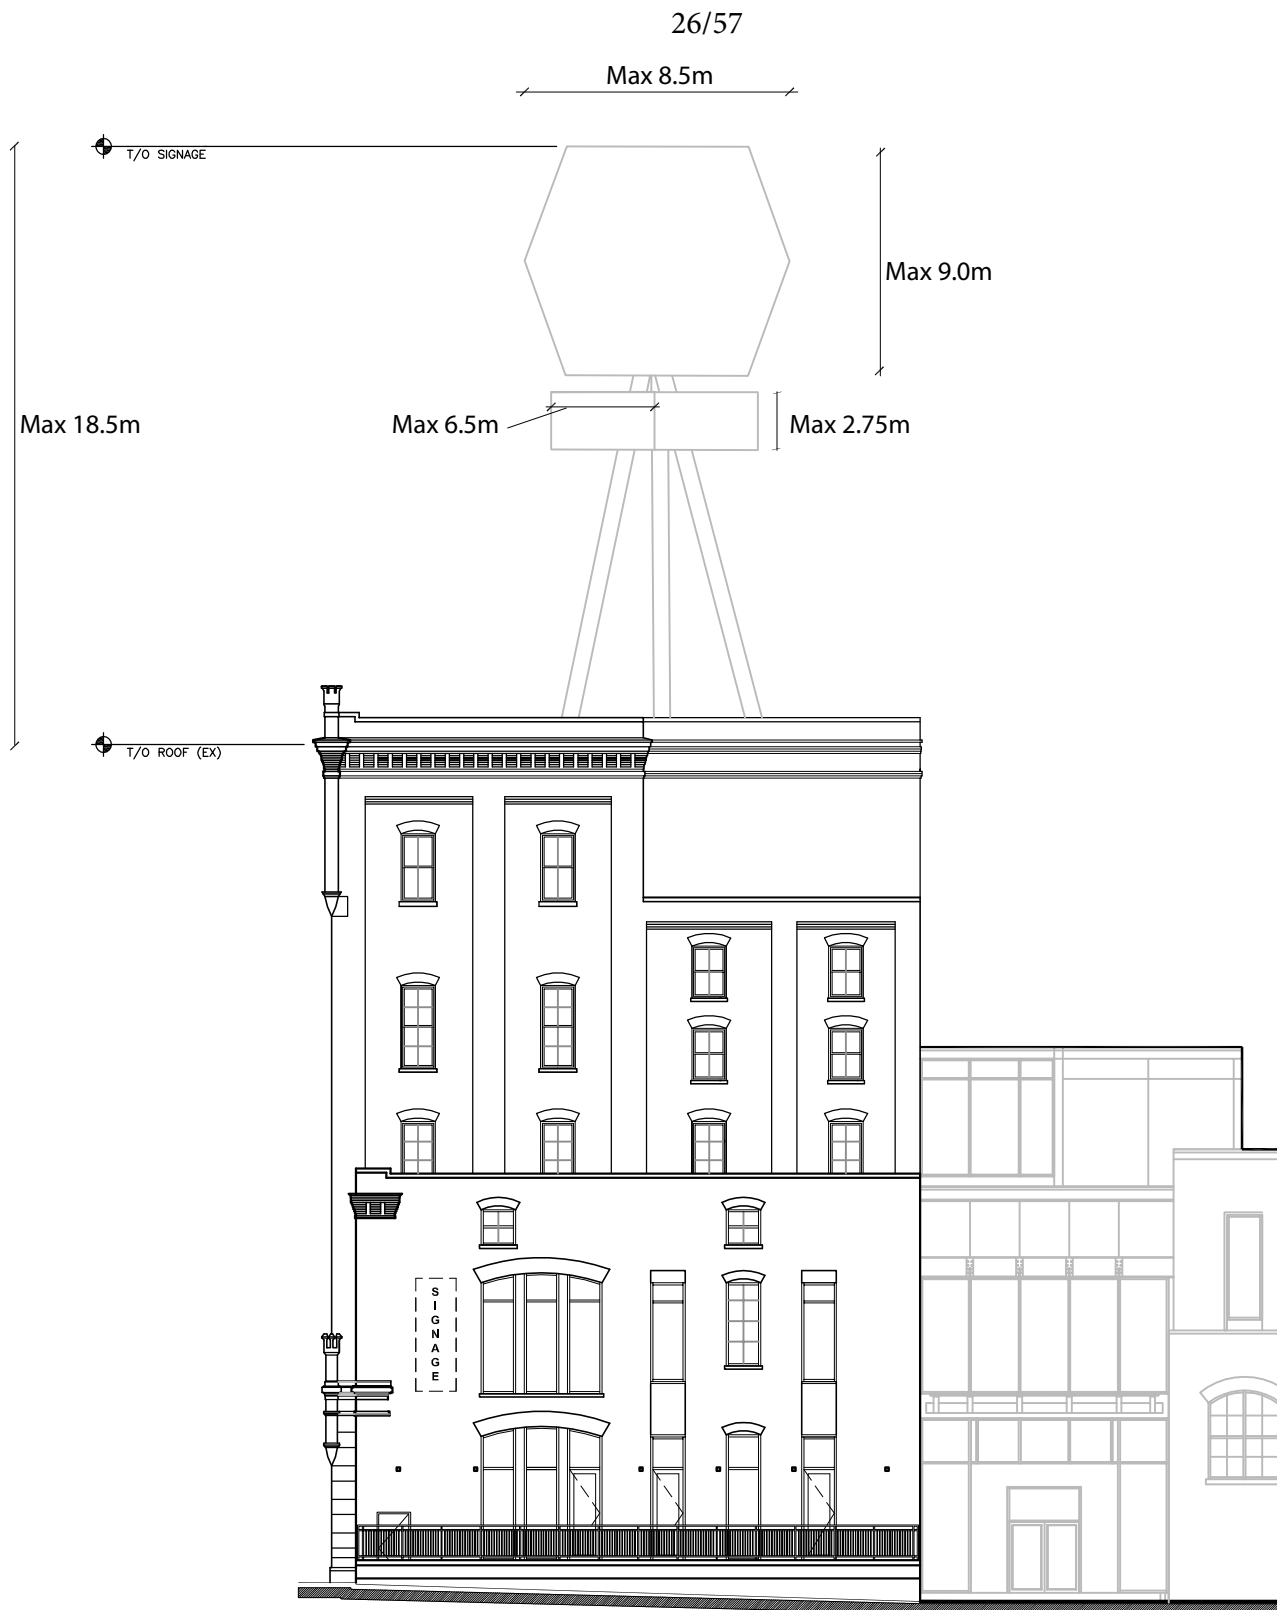 26/57
Max 8.5m
T/O SIGNAGE
Max 9.0m
Max 18.5m
Max 6.5m
Max 2.75m
T/O ROOF (EX)
SIGNAGE